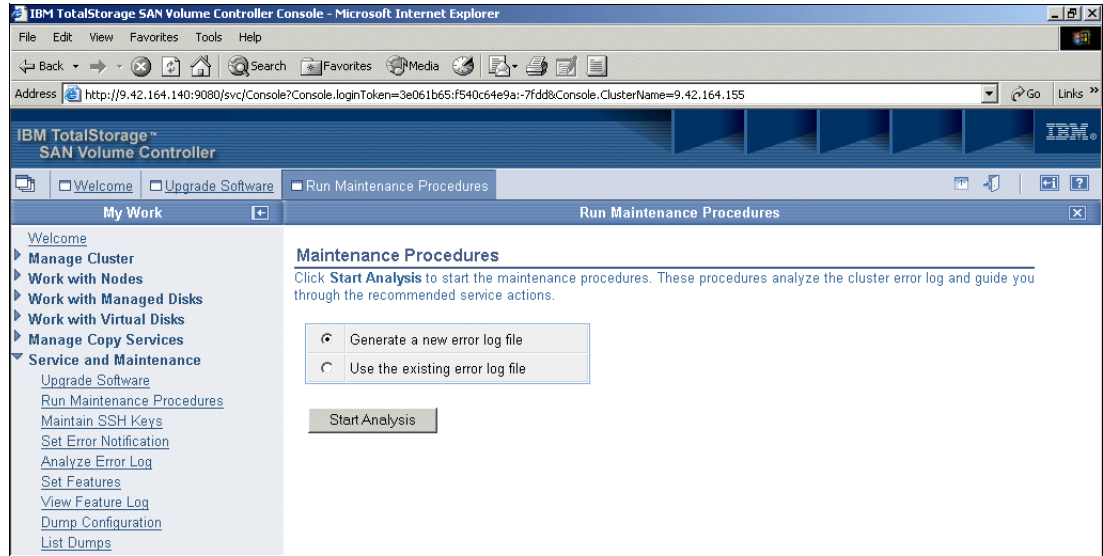 IBM TotalStorage SAN Volume Controller Console - Microsoft Internet Explorer
File Edit View Favorites Tools Help
Back Search Favorites Media
Address http://9.42.164.140:9080/svc/Console?Console.loginToken=3e061b65:f540c64e9a:-7fdd&Console.ClusterName=9.42.164.155 Go Links »
IBM TotalStorage™
SAN Volume Controller
IBM®
Welcome Upgrade Software Run Maintenance Procedures
My Work Run Maintenance Procedures
Welcome
Manage Cluster
Work with Nodes
Work with Managed Disks
Work with Virtual Disks
Manage Copy Services
Service and Maintenance
Upgrade Software
Run Maintenance Procedures
Maintain SSH Keys
Set Error Notification
Analyze Error Log
Set Features
View Feature Log
Dump Configuration
List Dumps
Maintenance Procedures
Click Start Analysis to start the maintenance procedures. These procedures analyze the cluster error log and guide you
through the recommended service actions.
Generate a new error log file
Use the existing error log file
Start Analysis